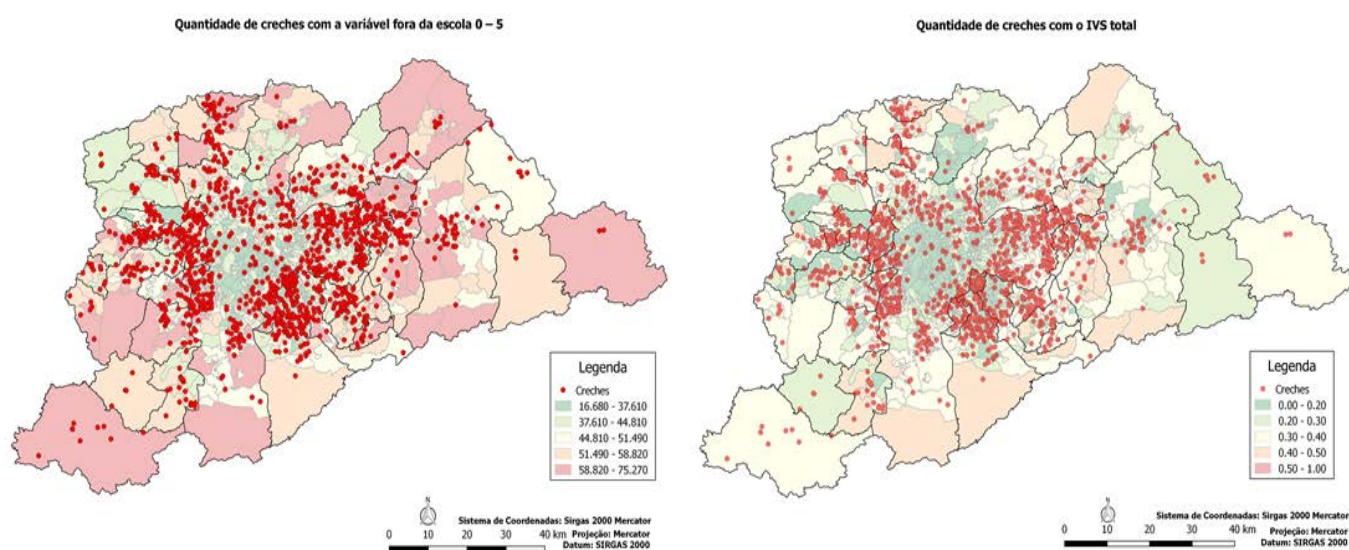 Quantidade de creches com a variável fora da escola 0 – 5
Legenda
Creches
16.680 - 37.610
37.610 - 44.810
44.810 - 51.490
51.490 - 58.820
58.820 - 75.270
N
Sistema de Coordenadas: Sirgas 2000 Mercator
0 10 20 30 40 km
Projeção: Mercator
Datum: SIRGAS 2000
Quantidade de creches com o IVS total
Legenda
Creches
0.00 - 0.20
0.20 - 0.30
0.30 - 0.40
0.40 - 0.50
0.50 - 1.00
N
Sistema de Coordenadas: Sirgas 2000 Mercator
0 10 20 30 40 km
Projeção: Mercator
Datum: SIRGAS 2000